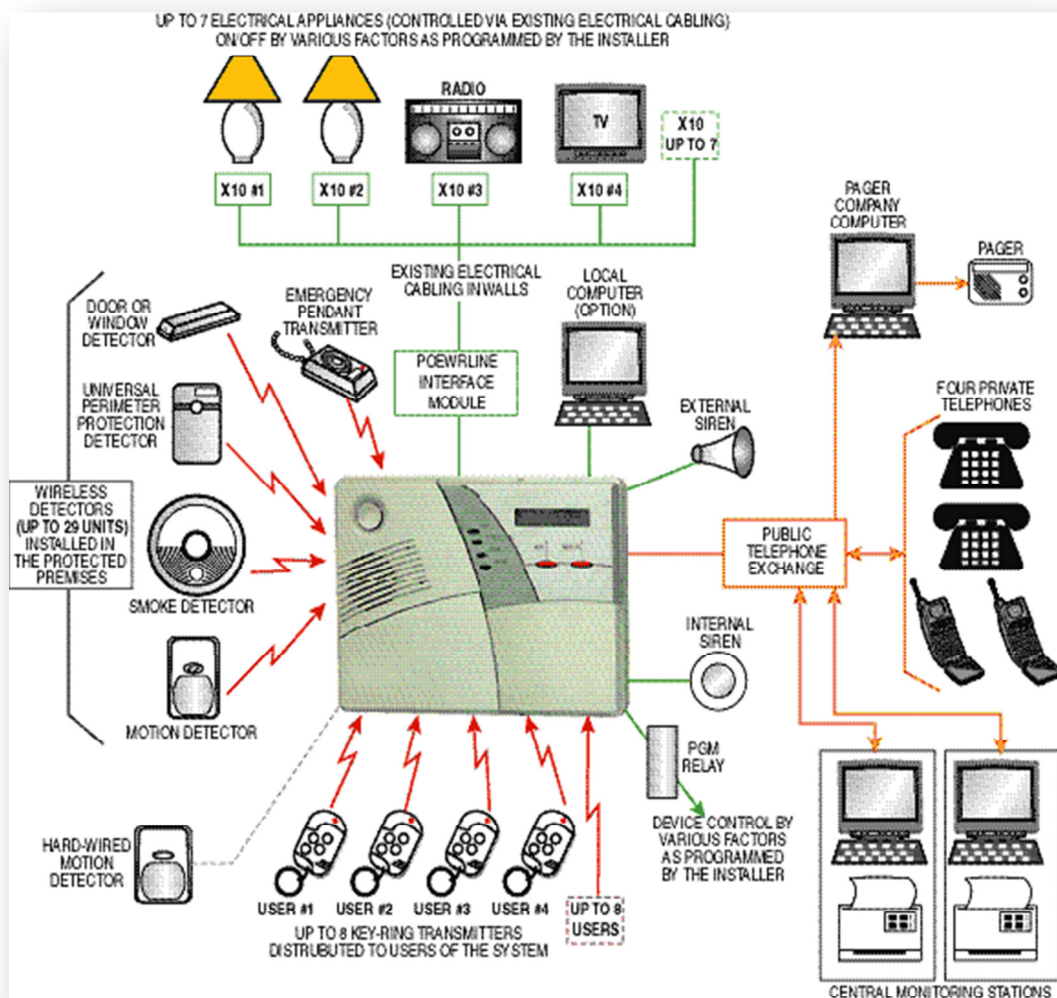 UP TO 7 ELECTRICAL APPLIANCES (CONTROLLED VIA EXISTING ELECTRICAL CABLING)
ON/OFF BY VARIOUS FACTORS AS PROGRAMMED BY THE INSTALLER
RADIO
TV
X10
UP TO 7
X10 #1
X10 #2
X10 #3
X10 #4
PAGER
COMPANY
COMPUTER
PAGER
EXISTING ELECTRICAL
CABLING IN WALLS
LOCAL
COMPUTER
(OPTION)
DOOR OR
WINDOW
DETECTOR
EMERGENCY
PENDANT
TRANSMITTER
POEWRLINE
INTERFACE
MODULE
UNIVERSAL
PERIMETER
PROTECTION
DETECTOR
EXTERNAL
SIREN
FOUR PRIVATE
TELEPHONES
WIRELESS
DETECTORS
(UP TO 29 UNITS)
INSTALLED IN
THE PROTECTED
PREMISES
PUBLIC
TELEPHONE
EXCHANGE
SMOKE DETECTOR
INTERNAL
SIREN
MOTION DETECTOR
PGM
RELAY
HARD-WIRED
MOTION
DETECTOR
DEVICE CONTROL BY
VARIOUS FACTORS
AS PROGRAMMED
BY THE INSTALLER
USER #1
USER #2
USER #3
USER #4
UP TO 8
USERS
UP TO 8 KEY-RING TRANSMITTERS
DISTRUBUTED TO USERS OF THE SYSTEM
CENTRAL MONITORING STATIONS